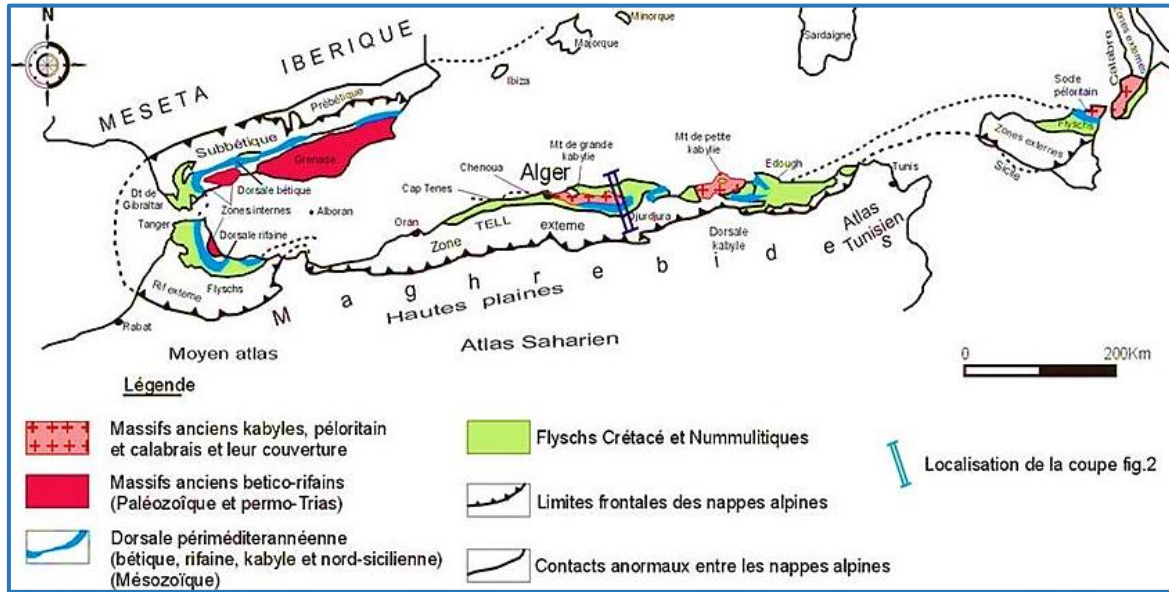 N
Minorque
Majorque
Sardaigne
Ibiza
MESETA IBERIQUE
Prébétique
Subbétique
Grenade
Dorsale bétique
Zones internes
Dt de
Gibraltar
Alboran
Tanger
Dorsale rifaine
Flyschs
Rif externe
Rabat
Moyen atlas
Oran
Cap Tenes
Chenoua
Alger
Mt de grande
kabylie
Mt de petite
kabylie
Edough
Tunis
Djurdjura
Dorsale
kabyle
Zone TELL externe
Maghrebides
Hautes plaines
Atlas Saharien
Atlas
Tunisien
Zones externes
Calabre
Socle
péloritain
Flyschs
Zones externes
Sicile
0 200Km
Légende
Massifs anciens kabyles, péloritain
et calabrais et leur couverture
Massifs anciens betico-rifains
(Paléozoîque et permo-Trias)
Dorsale périméditerannéenne
(bétique, rifaine, kabyle et nord-sicilienne)
(Mésozoïque)
Flyschs Crétacé et Nummulitiques
Limites frontales des nappes alpines
Contacts anormaux entre les nappes alpines
Localisation de la coupe fig.2